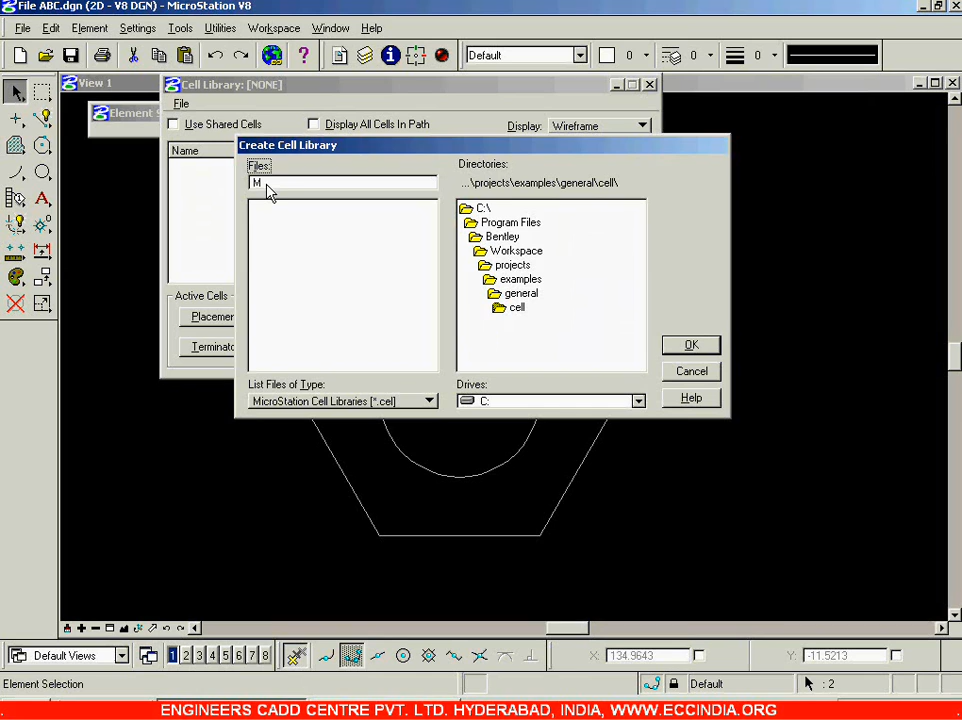 File ABC.dgn (2D - V8 DGN) - MicroStation V8
File Edit Element Settings Tools Utilities Workspace Window Help
Default 0 0 0
View 1
Cell Library: [NONE]
File
Element S
Use Shared Cells Display All Cells In Path Display: Wireframe
Name
Create Cell Library
Files: Directories:
M ...\projects\examples\general\cell\
C:\
Program Files
Bentley
Workspace
projects
examples
general
cell
Active Cells
Placemen
Terminato
OK
Cancel
Help
List Files of Type: Drives:
MicroStation Cell Libraries [*.cel] C:
Default Views 1 2 3 4 5 6 7 8 X: 134.9643 Y: -11.5213
Element Selection Default : 2
ENGINEERS CADD CENTRE PVT. LTD. HYDERABAD, INDIA, WWW.ECCINDIA.ORG